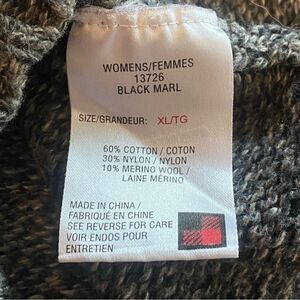 WOMENS/FEMMES
13726
BLACK MARL
SIZE/GRANDEUR: XL/TG
60% COTTON / COTON
30% NYLON / NYLON
10% MERINO WOOL /
LAINE MÉRINO
MADE IN CHINA /
FABRIQUÉ EN CHINE
SEE REVERSE FOR CARE
VOIR ENDOS POUR
ENTRETIEN